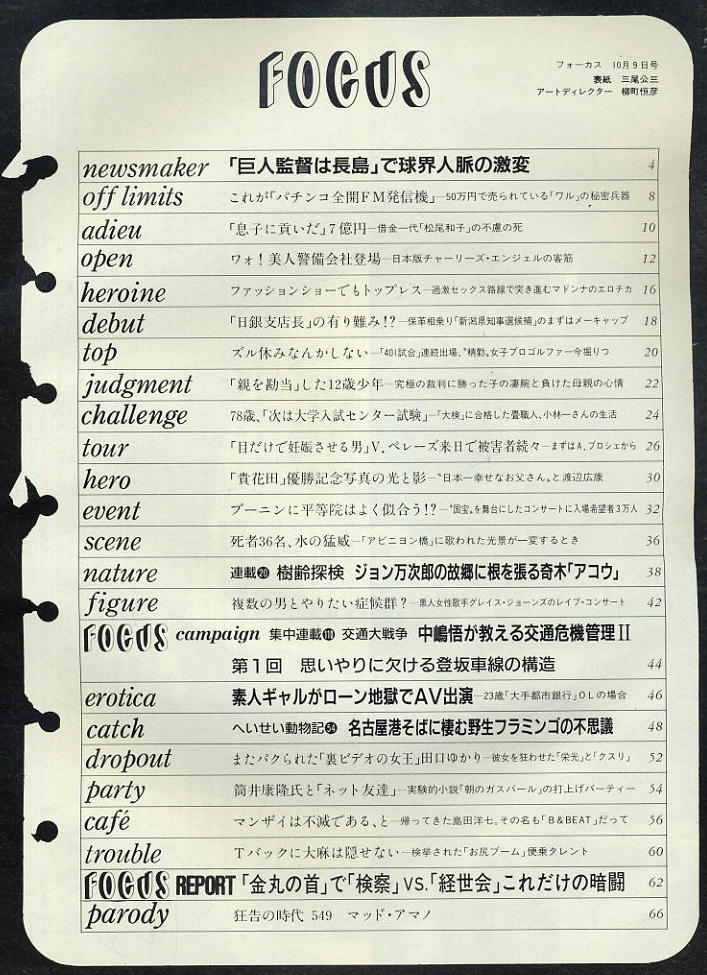 FOCUS
フォーカス 10月9日号
表紙 三尾公三
アートディレクター 柳町恒彦
newsmaker 「巨人監督は長島」で球界人脈の激変 4
off limits これが「パチンコ全開FM発信機」―50万円で売られている「ワル」の秘密兵器 8
adieu 「息子に貢いだ」7億円―借金一代「松尾和子」の不慮の死 10
open ワォ!美人警備会社登場―日本版チャーリーズ・エンジェルの客筋 12
heroine ファッションショーでもトップレス―過激セックス路線で突き進むマドンナのエロチカ 16
debut 「日銀支店長」の有り難み!?―保革相乗り「新潟県知事選候補」のまずはメーキャップ 18
top ズル休みなんかしない―「401試合」連続出場、〝精勤〟女子プロゴルファー今堀りつ 20
judgment 「親を勘当」した12歳少年―究極の裁判に勝った子の凄腕と負けた母親の心情 22
challenge 78歳、「次は大学入試センター試験」―「大検」に合格した畳職人、小林一さんの生活 24
tour 「目だけで妊娠させる男」V.ペレーズ来日で被害者続々―まずはA.プロシェから 26
hero 「貴花田」優勝記念写真の光と影―〝日本一幸せなお父さん〟と渡辺広康 30
event ブーニンに平等院はよく似合う!?―〝国宝〟を舞台にしたコンサートに入場希望者3万人 32
scene 死者36名、水の猛威―「アビニヨン橋」に歌われた光景が一変するとき 36
nature 連載⑳ 樹齢探検 ジョン万次郎の故郷に根を張る奇木「アコウ」 38
figure 複数の男とやりたい症候群?―黒人女性歌手グレイス・ジョーンズのレイプ・コンサート 42
FOCUS campaign 集中連載⑩ 交通大戦争 中嶋悟が教える交通危機管理Ⅱ
第1回 思いやりに欠ける登坂車線の構造 44
erotica 素人ギャルがローン地獄でAV出演―23歳「大手都市銀行」OLの場合 46
catch へいせい動物記㉞ 名古屋港そばに棲む野生フラミンゴの不思議 48
dropout またパクられた「裏ビデオの女王」田口ゆかり―彼女を狂わせた「栄光」と「クスリ」 52
party 筒井康隆氏と「ネット友達」―実験的小説「朝のガスパール」の打上げパーティー 54
café マンザイは不滅である、と―帰ってきた島田洋七。その名も「B&BEAT」だって 56
trouble Tバックに大麻は隠せない―検挙された「お尻ブーム」便乗タレント 60
FOCUS REPORT 「金丸の首」で「検察」VS.「経世会」これだけの暗闘 62
parody 狂告の時代 549 マッド・アマノ 66